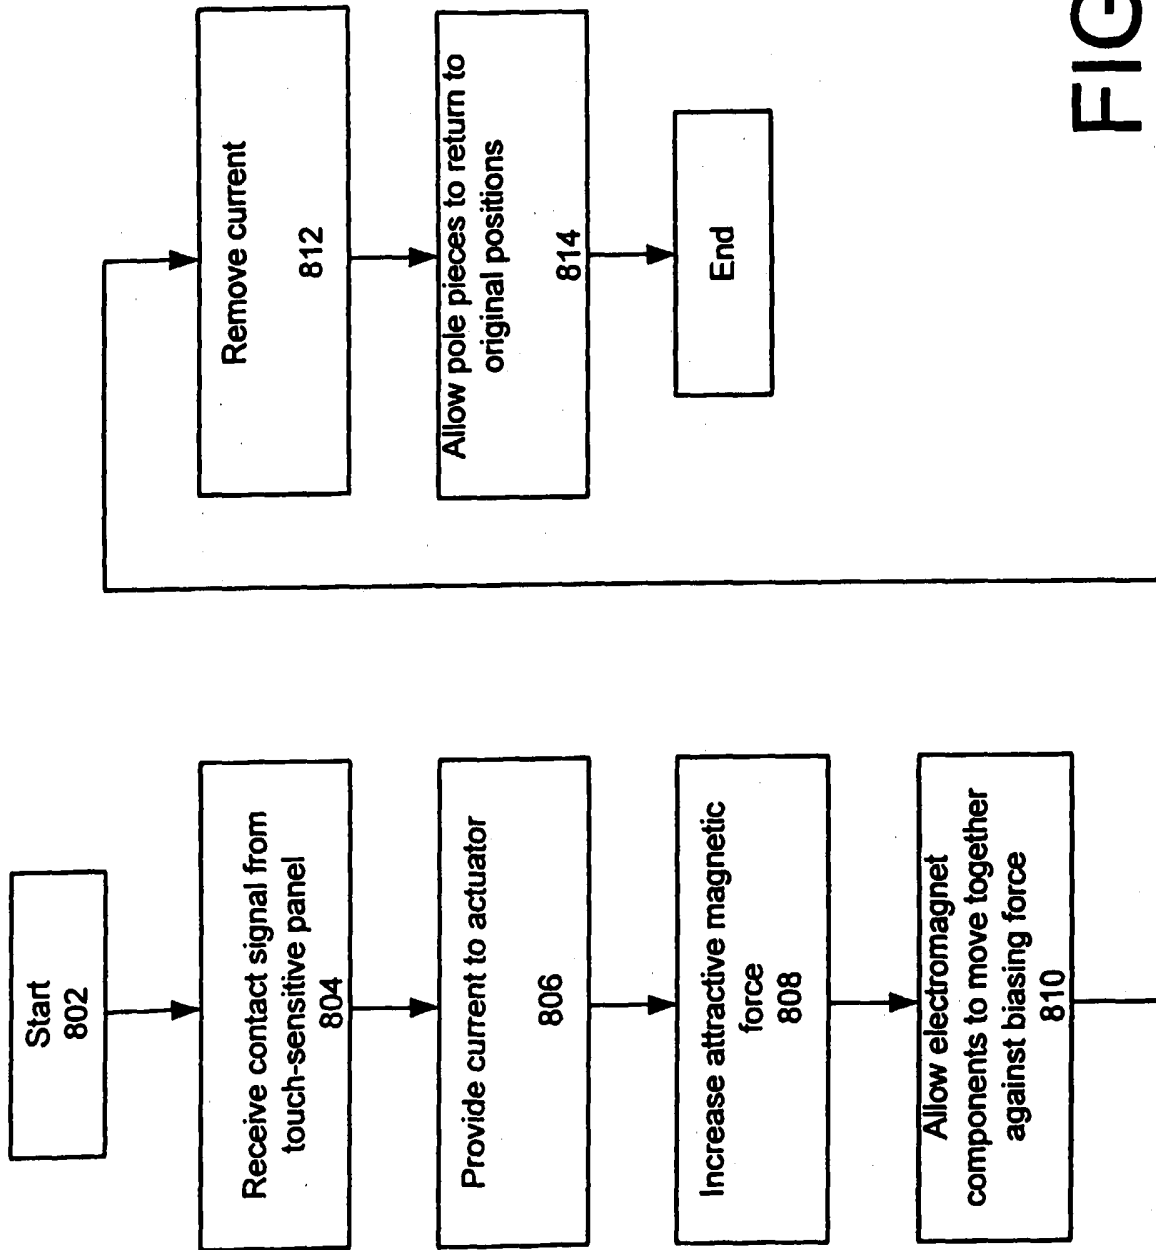 Start
802
Receive contact signal from
touch-sensitive panel
804
Provide current to actuator
806
Increase attractive magnetic
force
808
Allow electromagnet
components to move together
against biasing force
810
Remove current
812
Allow pole pieces to return to
original positions
814
End
FIG